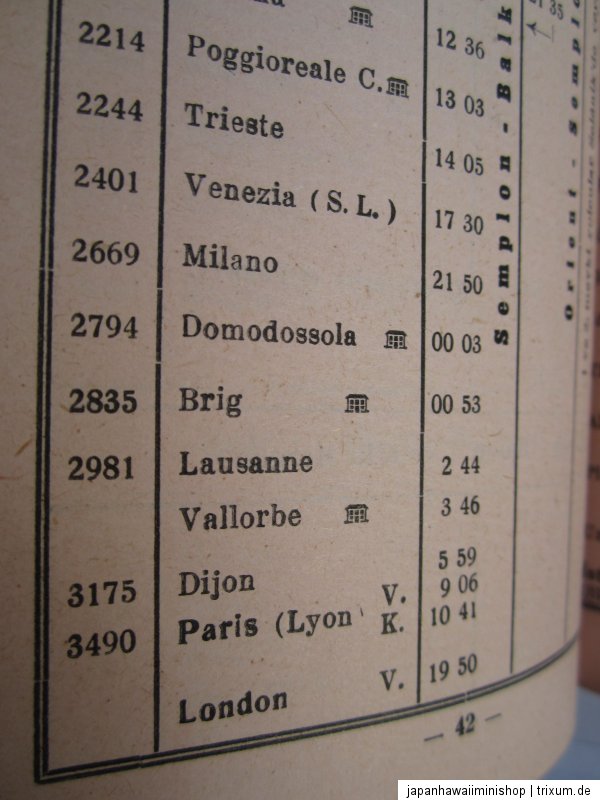 12 36
2214 Poggioreale C. 13 03
2244 Trieste 14 05
2401 Venezia (S. L.) 17 30
2669 Milano 21 50
2794 Domodossola 00 03
2835 Brig 00 53
2981 Lausanne 2 44
Vallorbe 3 46
3175 Dijon 5 59
3490 Paris (Lyon V. 9 06
K. 10 41
London V. 19 50
Semplon - Balk
Orient - Semplo
— 42 —
japanhawaiiminishop | trixum.de